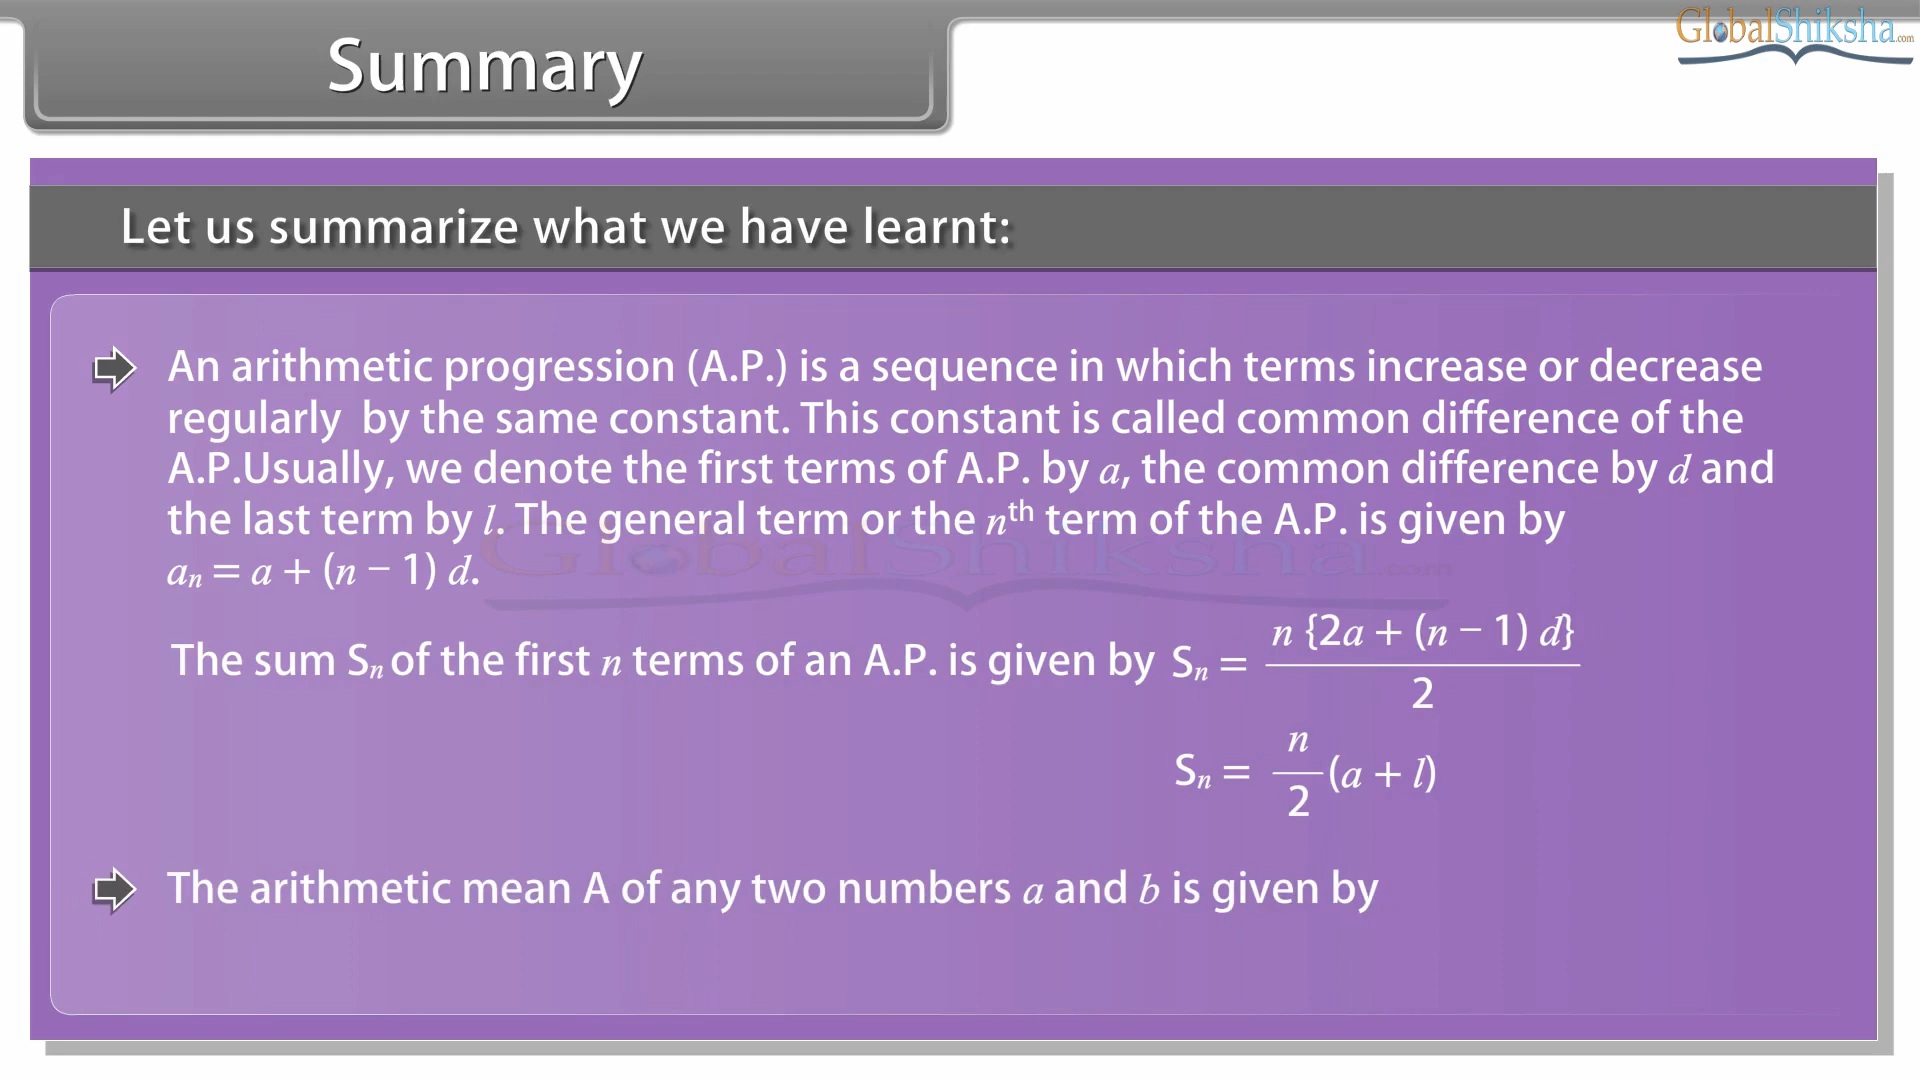 Summary
GlobalShiksha.com
Let us summarize what we have learnt:
An arithmetic progression (A.P.) is a sequence in which terms increase or decrease
regularly by the same constant. This constant is called common difference of the
A.P.Usually, we denote the first terms of A.P. by a, the common difference by d and
the last term by l. The general term or the nᵗʰ term of the A.P. is given by
aₙ = a + (n − 1) d.
GlobalShiksha.com
The sum Sₙ of the first n terms of an A.P. is given by Sₙ = n {2a + (n − 1) d} / 2
Sₙ = n/2 (a + l)
The arithmetic mean A of any two numbers a and b is given by